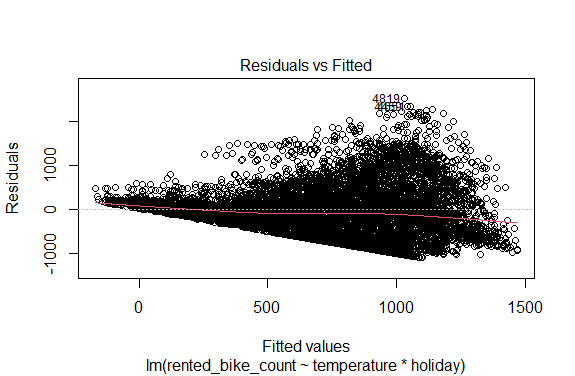 Residuals vs Fitted
Residuals
1000
0
-1000
4819
0
500
1000
1500
Fitted values
lm(rented_bike_count ~ temperature * holiday)